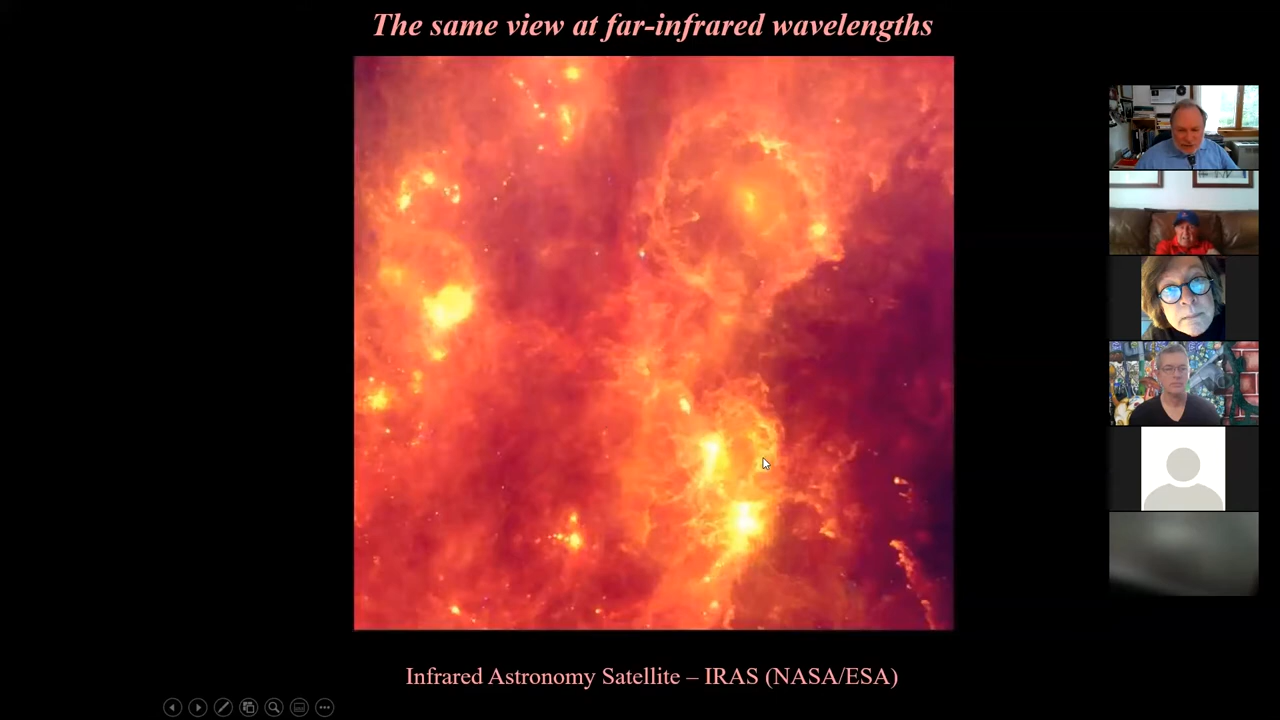 The same view at far-infrared wavelengths
Infrared Astronomy Satellite – IRAS (NASA/ESA)